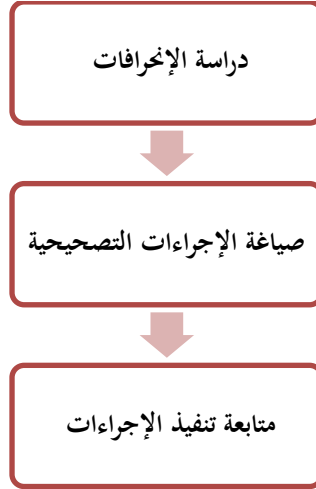 دراسة الإنحرافات
صياغة الإجراءات التصحيحية
متابعة تنفيذ الإجراءات